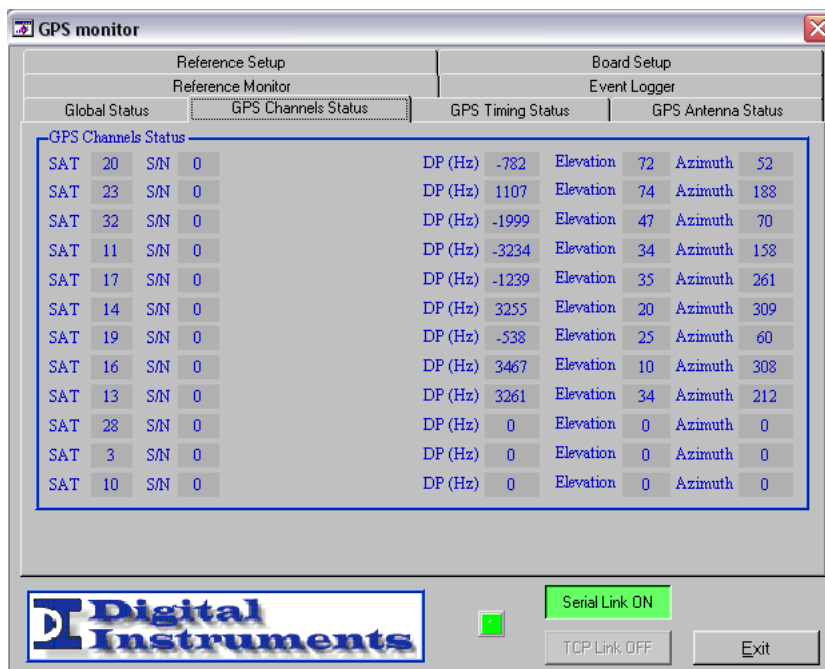 GPS monitor
Reference Setup Board Setup
Reference Monitor Event Logger
Global Status GPS Channels Status GPS Timing Status GPS Antenna Status
GPS Channels Status
SAT 20 S/N 0 DP (Hz) -782 Elevation 72 Azimuth 52
SAT 23 S/N 0 DP (Hz) 1107 Elevation 74 Azimuth 188
SAT 32 S/N 0 DP (Hz) -1999 Elevation 47 Azimuth 70
SAT 11 S/N 0 DP (Hz) -3234 Elevation 34 Azimuth 158
SAT 17 S/N 0 DP (Hz) -1239 Elevation 35 Azimuth 261
SAT 14 S/N 0 DP (Hz) 3255 Elevation 20 Azimuth 309
SAT 19 S/N 0 DP (Hz) -538 Elevation 25 Azimuth 60
SAT 16 S/N 0 DP (Hz) 3467 Elevation 10 Azimuth 308
SAT 13 S/N 0 DP (Hz) 3261 Elevation 34 Azimuth 212
SAT 28 S/N 0 DP (Hz) 0 Elevation 0 Azimuth 0
SAT 3 S/N 0 DP (Hz) 0 Elevation 0 Azimuth 0
SAT 10 S/N 0 DP (Hz) 0 Elevation 0 Azimuth 0
DI Digital
Instruments
Serial Link ON
TCP Link OFF Exit